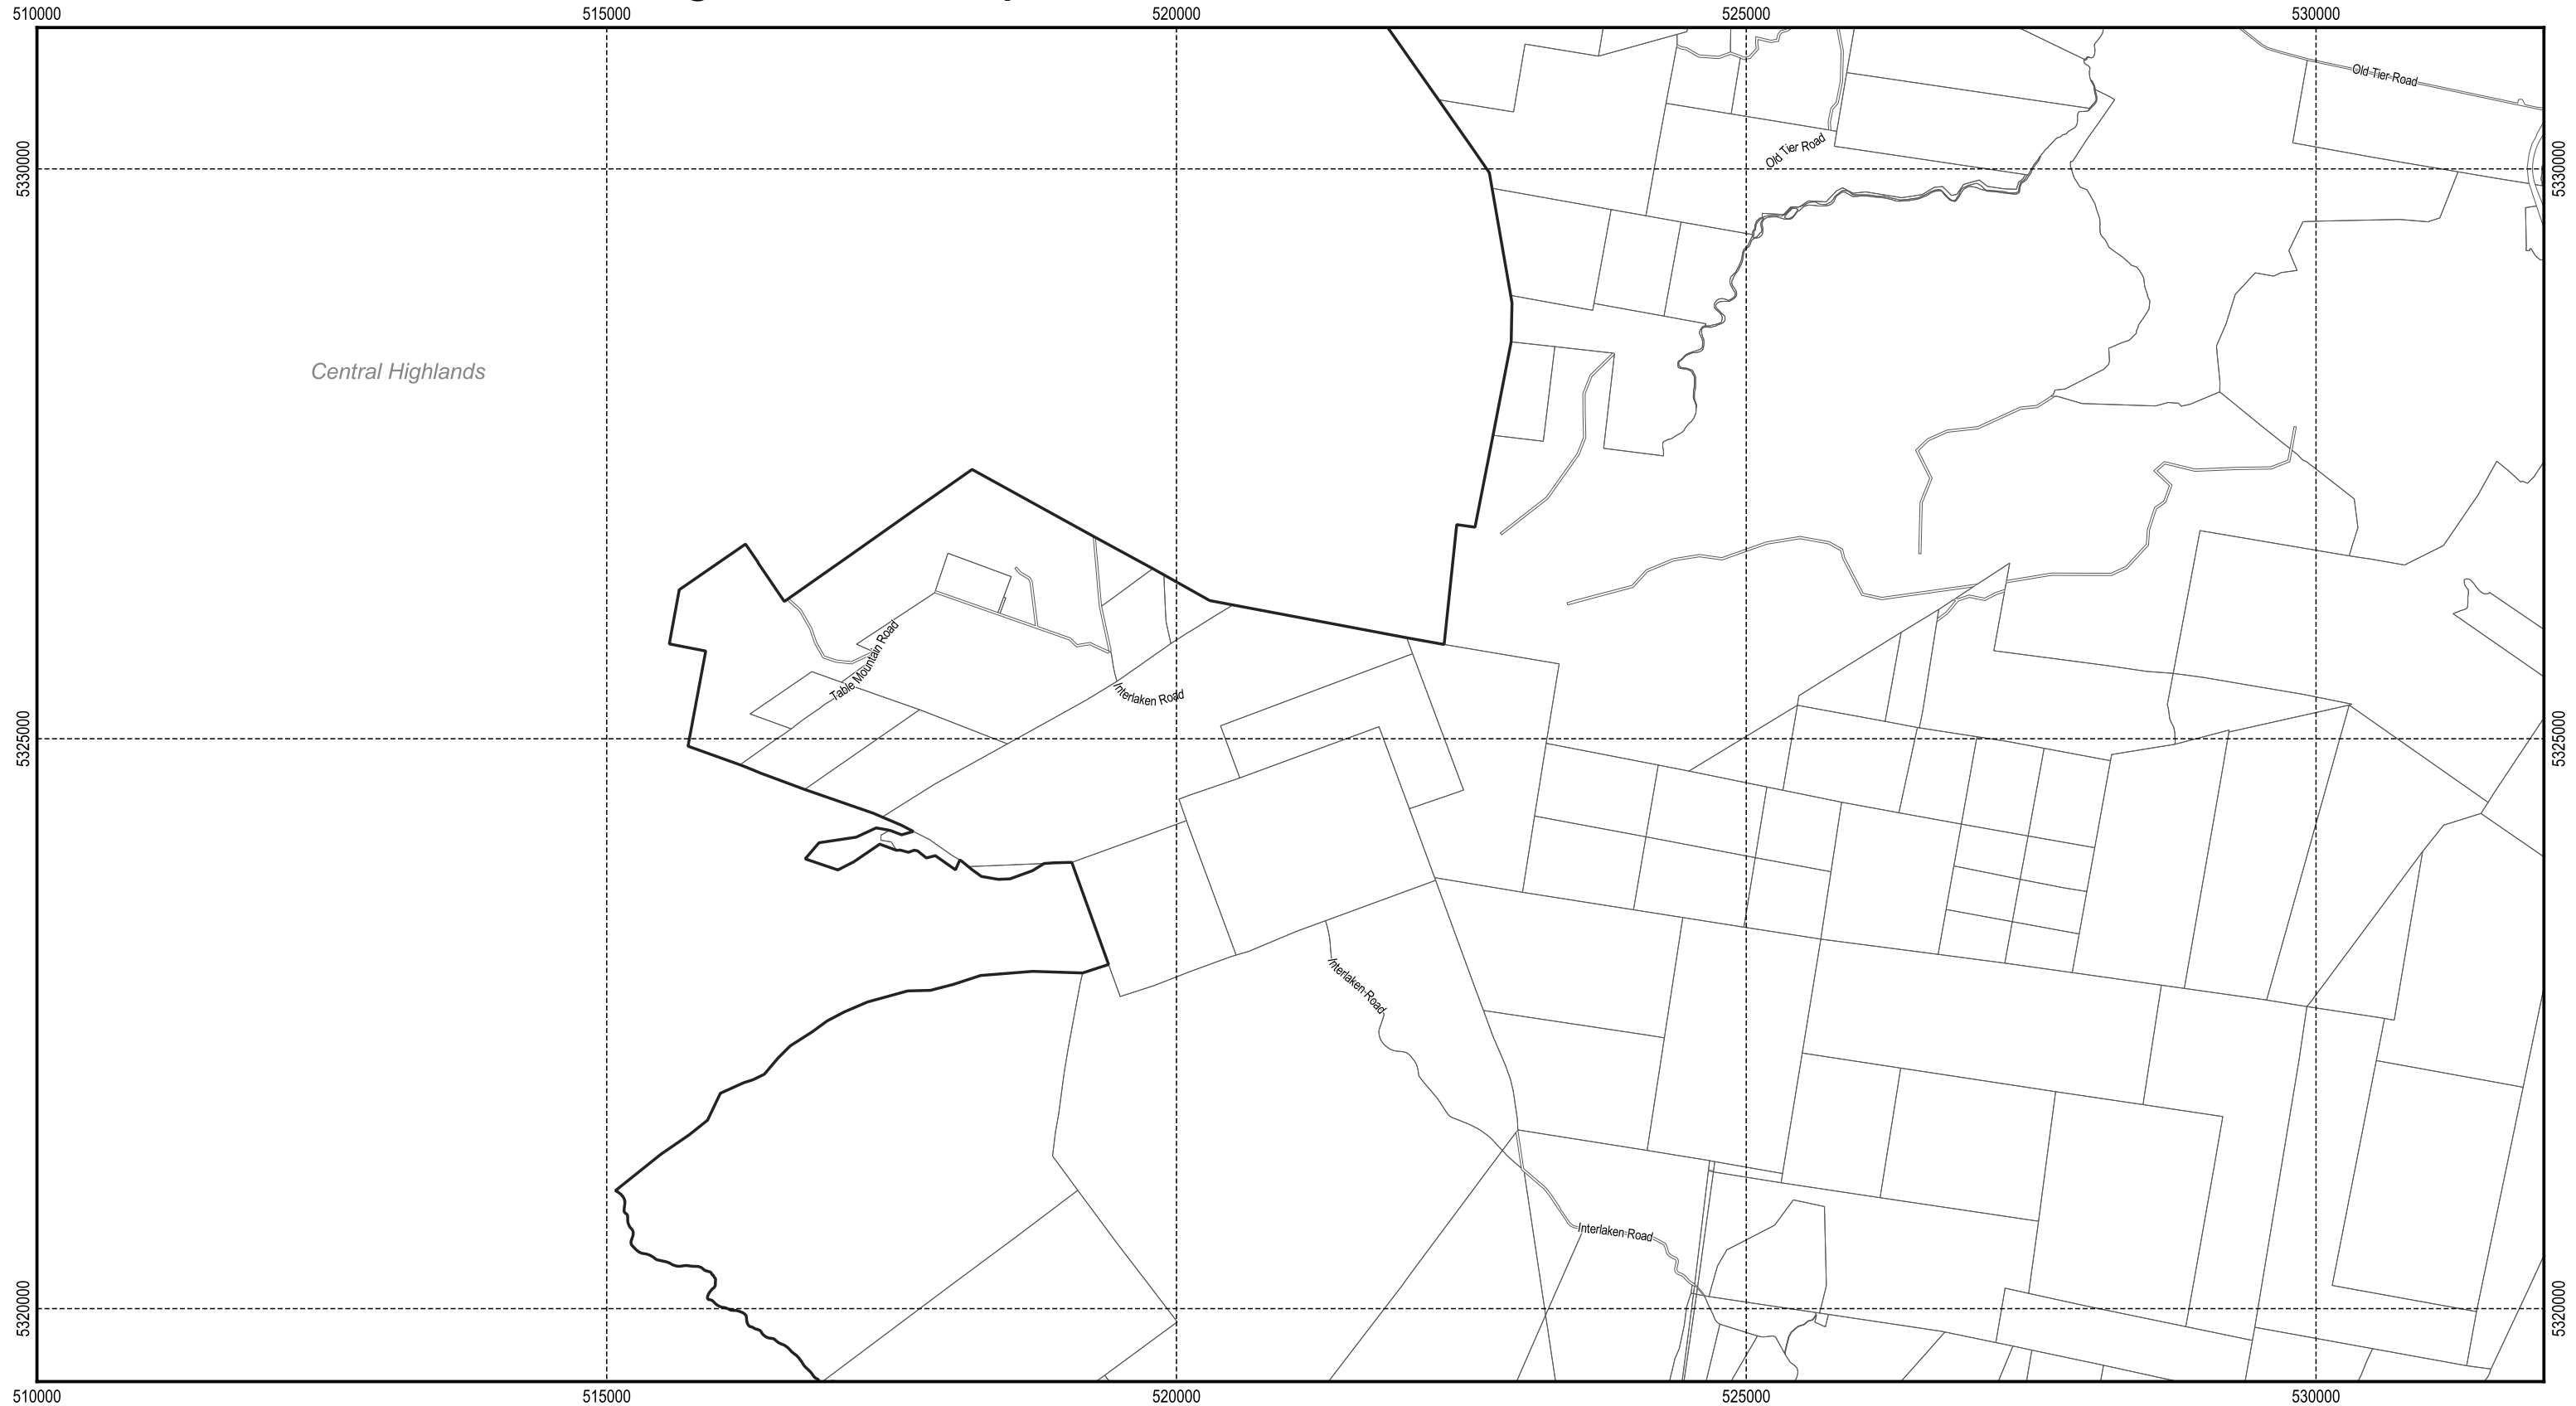 510000 515000 520000 525000 530000
Old Tier Road
Old Tier Road
5330000 5330000
Central Highlands
Table Mountain Road
Interlaken Road
5325000 5325000
Interlaken Road
Interlaken Road
5320000 5320000
510000 515000 520000 525000 530000